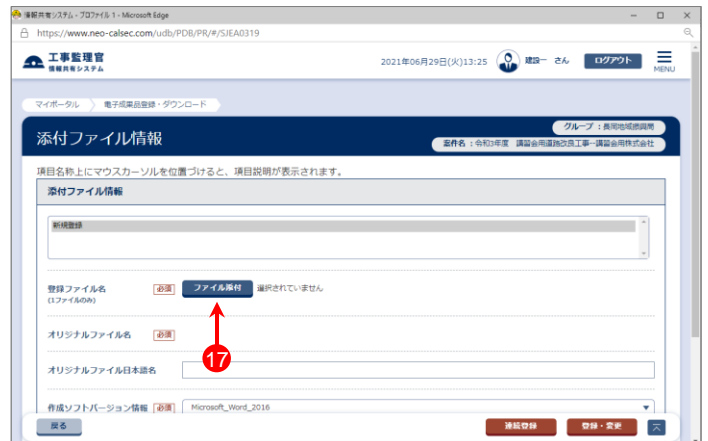 情報共有システム - プロファイル 1 - Microsoft Edge
https://www.neo-calsec.com/udb/PDB/PR/#/SJEA0319
工事監理官
情報共有システム
2021年06月29日(火)13:25
建設一 さん
ログアウト
MENU
マイポータル
電子成果品登録・ダウンロード
添付ファイル情報
グループ : 長岡地域振興局
案件名 : 令和3年度 講習会用道路改良工事ー講習会用株式会社
項目名称上にマウスカーソルを位置づけると、項目説明が表示されます。
添付ファイル情報
新規登録
登録ファイル名
(1ファイルのみ)
必須
ファイル添付
選択されていません
オリジナルファイル名 必須
17
オリジナルファイル日本語名
作成ソフトバージョン情報 必須 Microsoft_Word_2016
戻る
連続登録
登録・変更